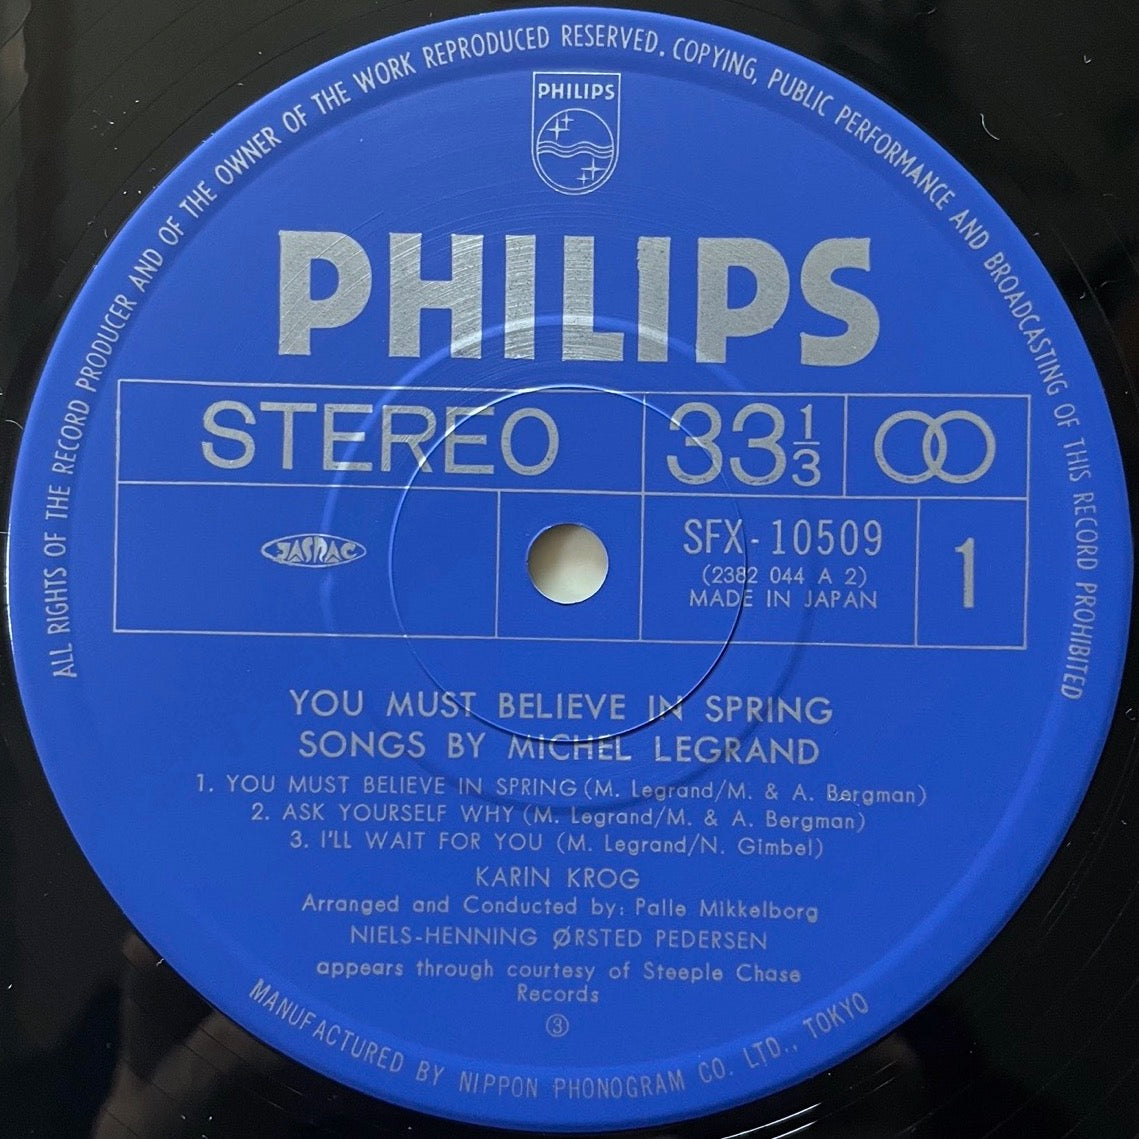 ALL RIGHTS OF THE RECORD PRODUCER AND OF THE OWNER OF THE WORK REPRODUCED RESERVED. COPYING, PUBLIC PERFORMANCE AND BROADCASTING OF THIS RECORD PROHIBITED
PHILIPS
PHILIPS
STEREO 33 1/3
JASRAC
SFX-10509
(2382 044 A 2)
MADE IN JAPAN
1
YOU MUST BELIEVE IN SPRING
SONGS BY MICHEL LEGRAND
1. YOU MUST BELIEVE IN SPRING (M. Legrand/M. & A. Bergman)
2. ASK YOURSELF WHY (M. Legrand/M. & A. Bergman)
3. I'LL WAIT FOR YOU (M. Legrand/N. Gimbel)
KARIN KROG
Arranged and Conducted by: Palle Mikkelborg
NIELS-HENNING ØRSTED PEDERSEN
appears through courtesy of Steeple Chase
Records
③
MANUFACTURED BY NIPPON PHONOGRAM CO. LTD., TOKYO